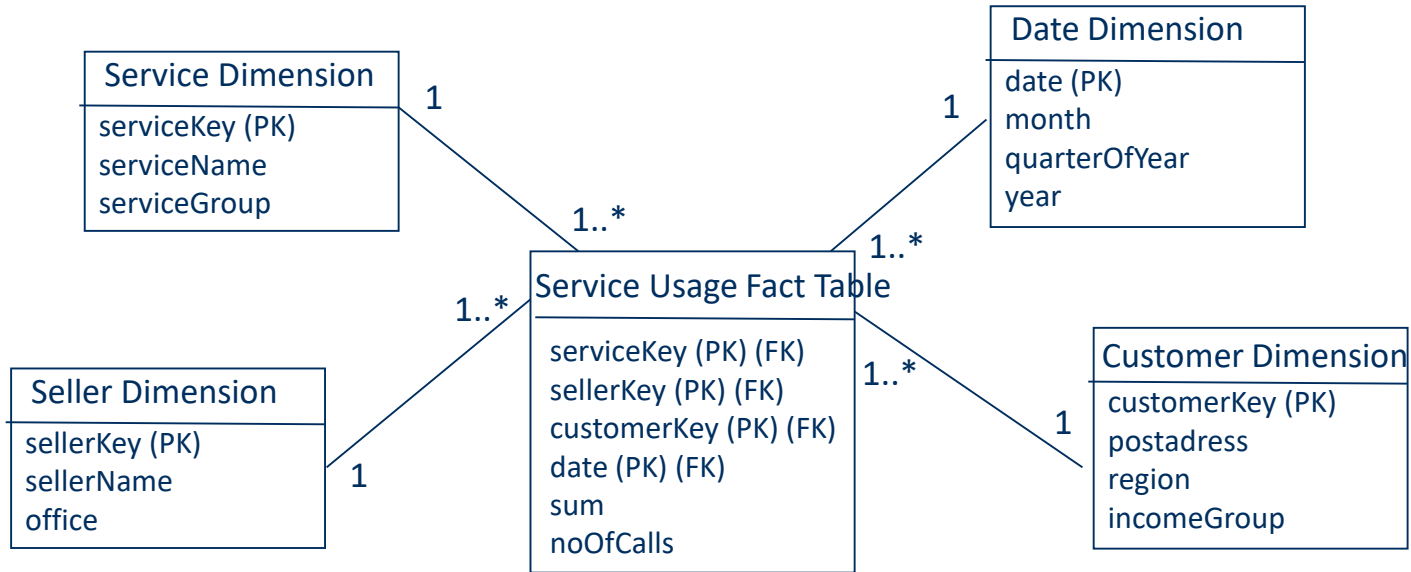 Service Dimension
serviceKey (PK)
serviceName
serviceGroup
1
1..*
Date Dimension
date (PK)
month
quarterOfYear
year
1
1..*
Seller Dimension
sellerKey (PK)
sellerName
office
1
1..*
Service Usage Fact Table
serviceKey (PK) (FK)
sellerKey (PK) (FK)
customerKey (PK) (FK)
date (PK) (FK)
sum
noOfCalls
1..*
1
Customer Dimension
customerKey (PK)
postadress
region
incomeGroup